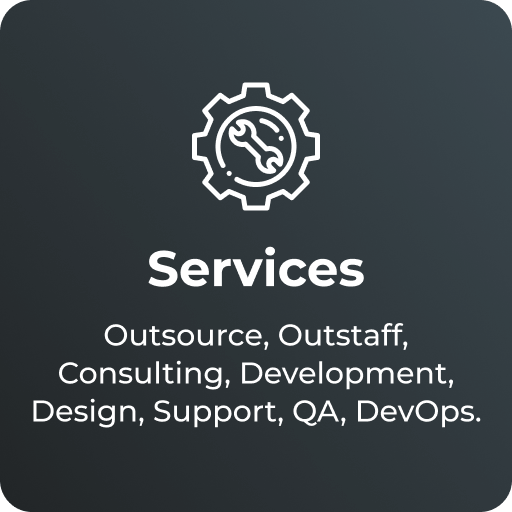 Services
Outsource, Outstaff,
Consulting, Development,
Design, Support, QA, DevOps.